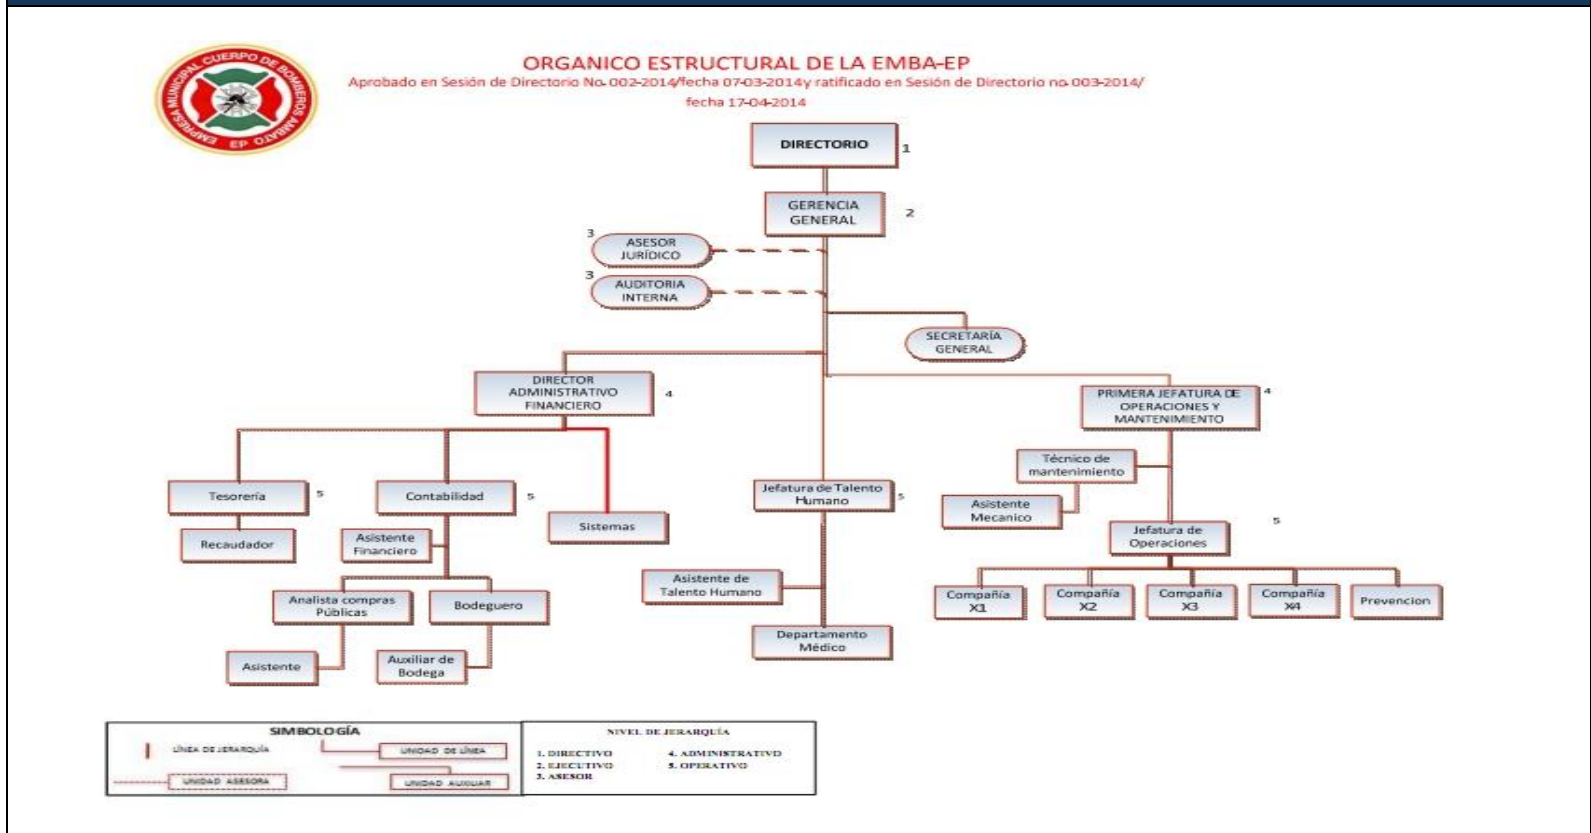 EMPRESA MUNICIPAL CUERPO DE BOMBEROS AMBATO - EP -
ORGANICO ESTRUCTURAL DE LA EMBA-EP
Aprobado en Sesión de Directorio No. 002-2014/fecha 07-03-2014y ratificado en Sesión de Directorio no 003-2014/
fecha 17-04-2014
DIRECTORIO
1
GERENCIA
GENERAL
2
3
ASESOR
JURÍDICO
3
AUDITORIA
INTERNA
SECRETARÍA
GENERAL
DIRECTOR
ADMINISTRATIVO
FINANCIERO
4
PRIMERA JEFATURA DE
OPERACIONES Y
MANTENIMIENTO
4
Tesorería
5
Recaudador
Contabilidad
5
Asistente
Financiero
Sistemas
Analista compras
Públicas
Bodeguero
Asistente
Auxiliar de
Bodega
Jefatura de Talento
Humano
5
Asistente de
Talento Humano
Departamento
Médico
Técnico de
mantenimiento
Asistente
Mecanico
Jefatura de
Operaciones
5
Compañía
X1
Compañía
X2
Compañía
X3
Compañía
X4
Prevencion
SIMBOLOGÍA
LÍNEA DE JERARQUÍA
UNIDAD DE LÍNEA
UNIDAD ASESORA
UNIDAD AUXILIAR
NIVEL DE JERARQUÍA
1. DIRECTIVO
2. EJECUTIVO
3. ASESOR
4. ADMINISTRATIVO
5. OPERATIVO